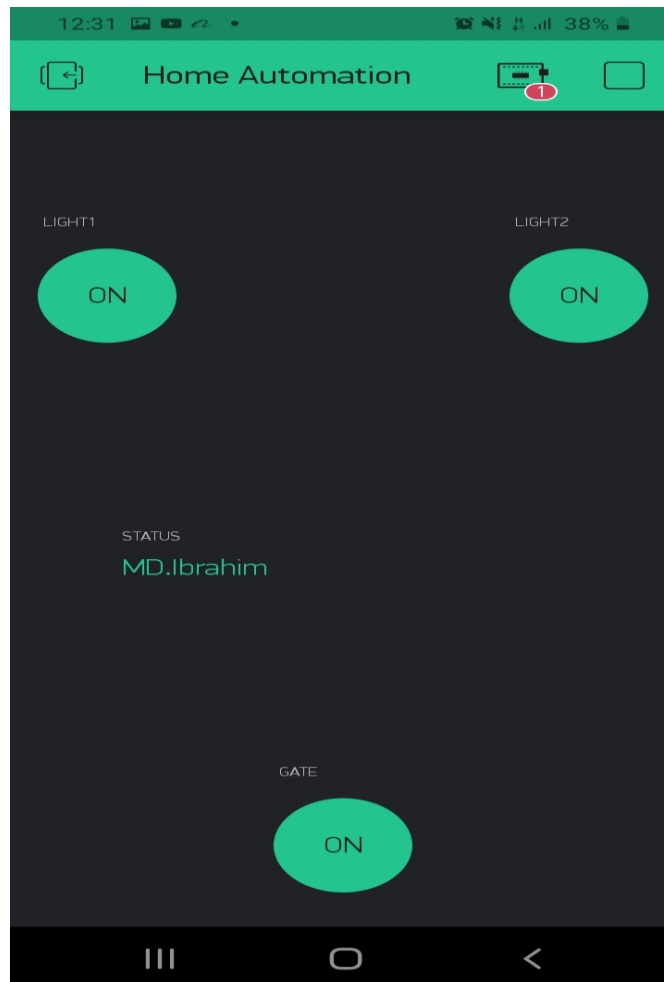 12:31 38%
Home Automation 1
LIGHT1 LIGHT2
ON ON
STATUS
MD.Ibrahim
GATE
ON